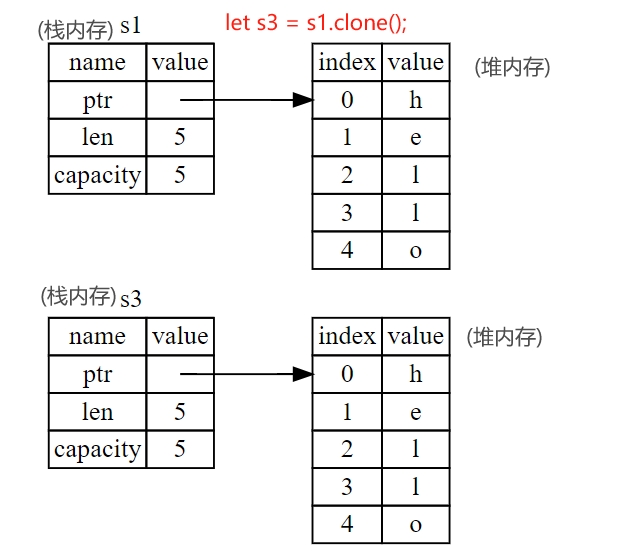 (栈内存) s1 let s3 = s1.clone();
name value index value (堆内存)
ptr 0 h
len 5 1 e
capacity 5 2 l
3 l
4 o
(栈内存) s3
name value index value (堆内存)
ptr 0 h
len 5 1 e
capacity 5 2 l
3 l
4 o